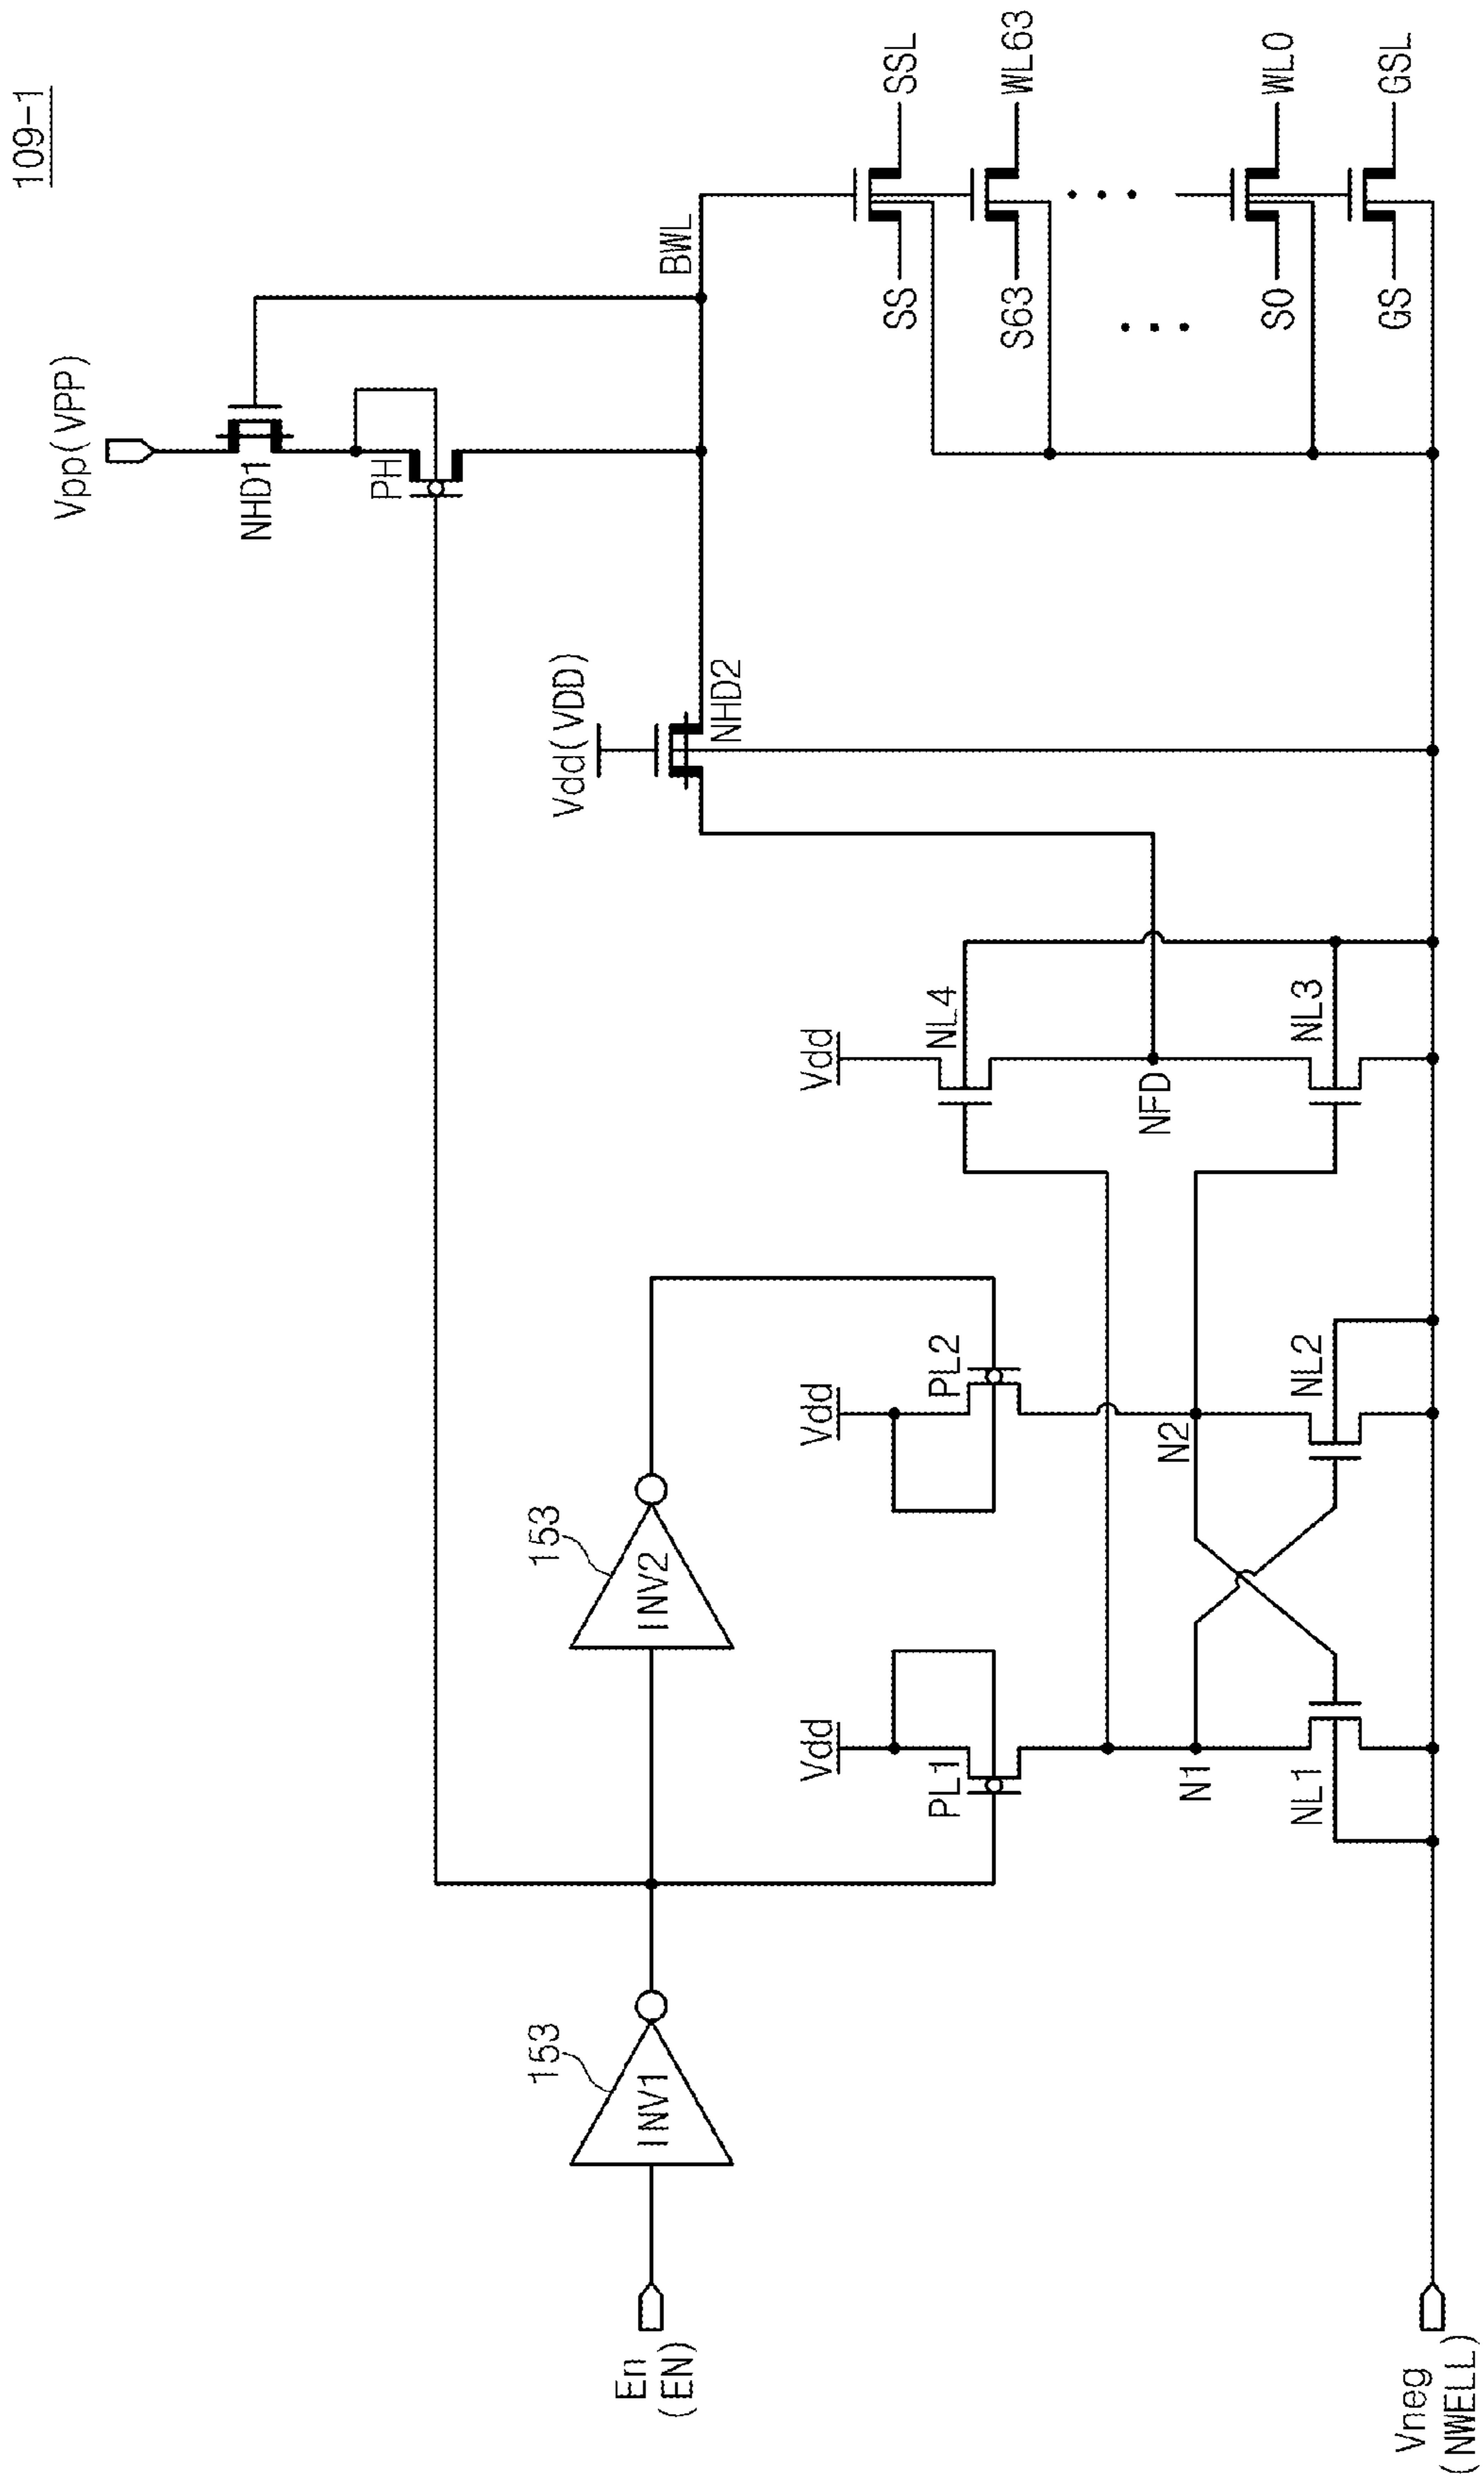 109-1
Vpp(VPP)
NHD1
PH
BWL
SS
SSL
S63
WL63
S0
WL0
GS
GSL
Vdd(VDD)
NHD2
Vdd
NL4
NFD
NL3
153
INV2
Vdd
PL2
N2
NL2
153
INV1
Vdd
PL1
N1
NL1
En
(EN)
Vneg
(NWELL)